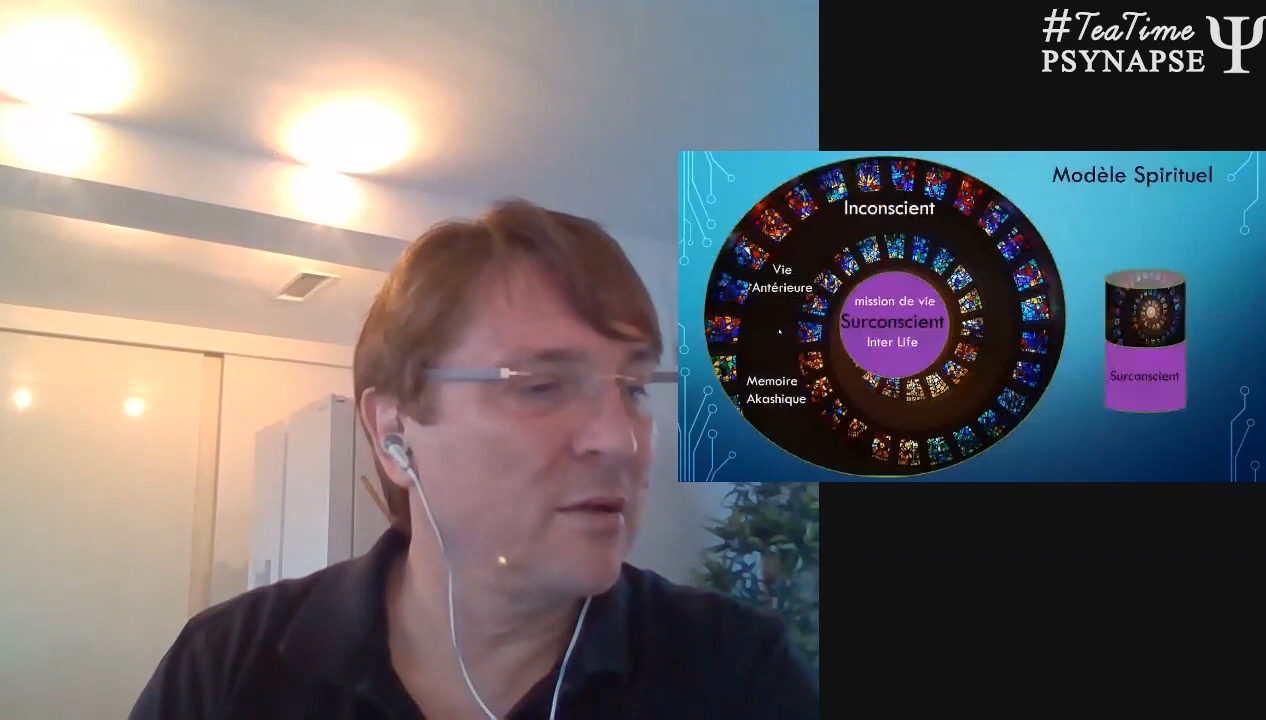 #TeaTime
PSYNAPSE Ψ
Modèle Spirituel
Inconscient
Vie
Antérieure
mission de vie
Surconscient
Inter Life
Memoire
Akashique
Surconscient